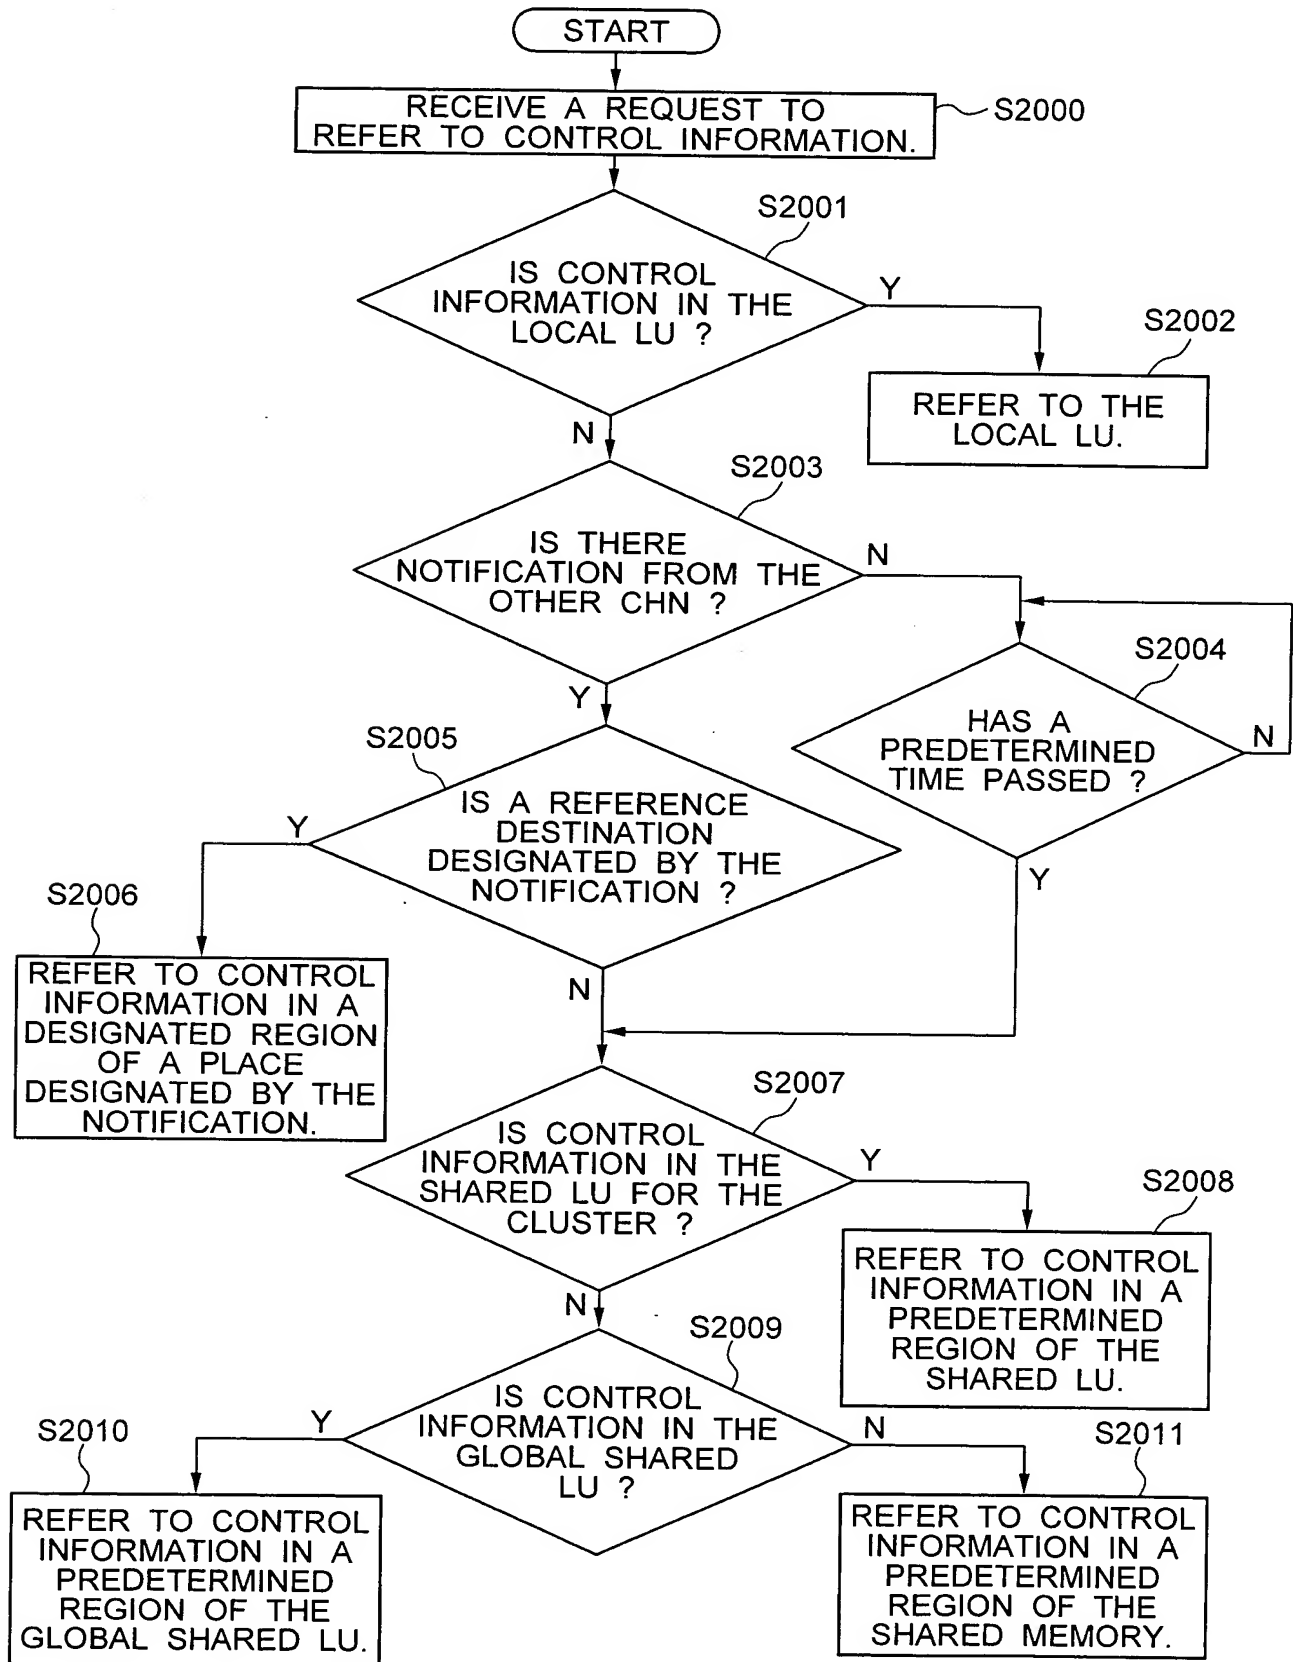 START
RECEIVE A REQUEST TO
REFER TO CONTROL INFORMATION.
S2000
S2001
IS CONTROL
INFORMATION IN THE
LOCAL LU ?
Y
S2002
REFER TO THE
LOCAL LU.
N
S2003
IS THERE
NOTIFICATION FROM THE
OTHER CHN ?
N
S2004
HAS A
PREDETERMINED
TIME PASSED ?
N
Y
Y
S2005
IS A REFERENCE
DESTINATION
DESIGNATED BY THE
NOTIFICATION ?
Y
S2006
REFER TO CONTROL
INFORMATION IN A
DESIGNATED REGION
OF A PLACE
DESIGNATED BY THE
NOTIFICATION.
N
S2007
IS CONTROL
INFORMATION IN THE
SHARED LU FOR THE
CLUSTER ?
Y
S2008
REFER TO CONTROL
INFORMATION IN A
PREDETERMINED
REGION OF THE
SHARED LU.
N
S2009
IS CONTROL
INFORMATION IN THE
GLOBAL SHARED
LU ?
Y
S2010
REFER TO CONTROL
INFORMATION IN A
PREDETERMINED
REGION OF THE
GLOBAL SHARED LU.
N
S2011
REFER TO CONTROL
INFORMATION IN A
PREDETERMINED
REGION OF THE
SHARED MEMORY.